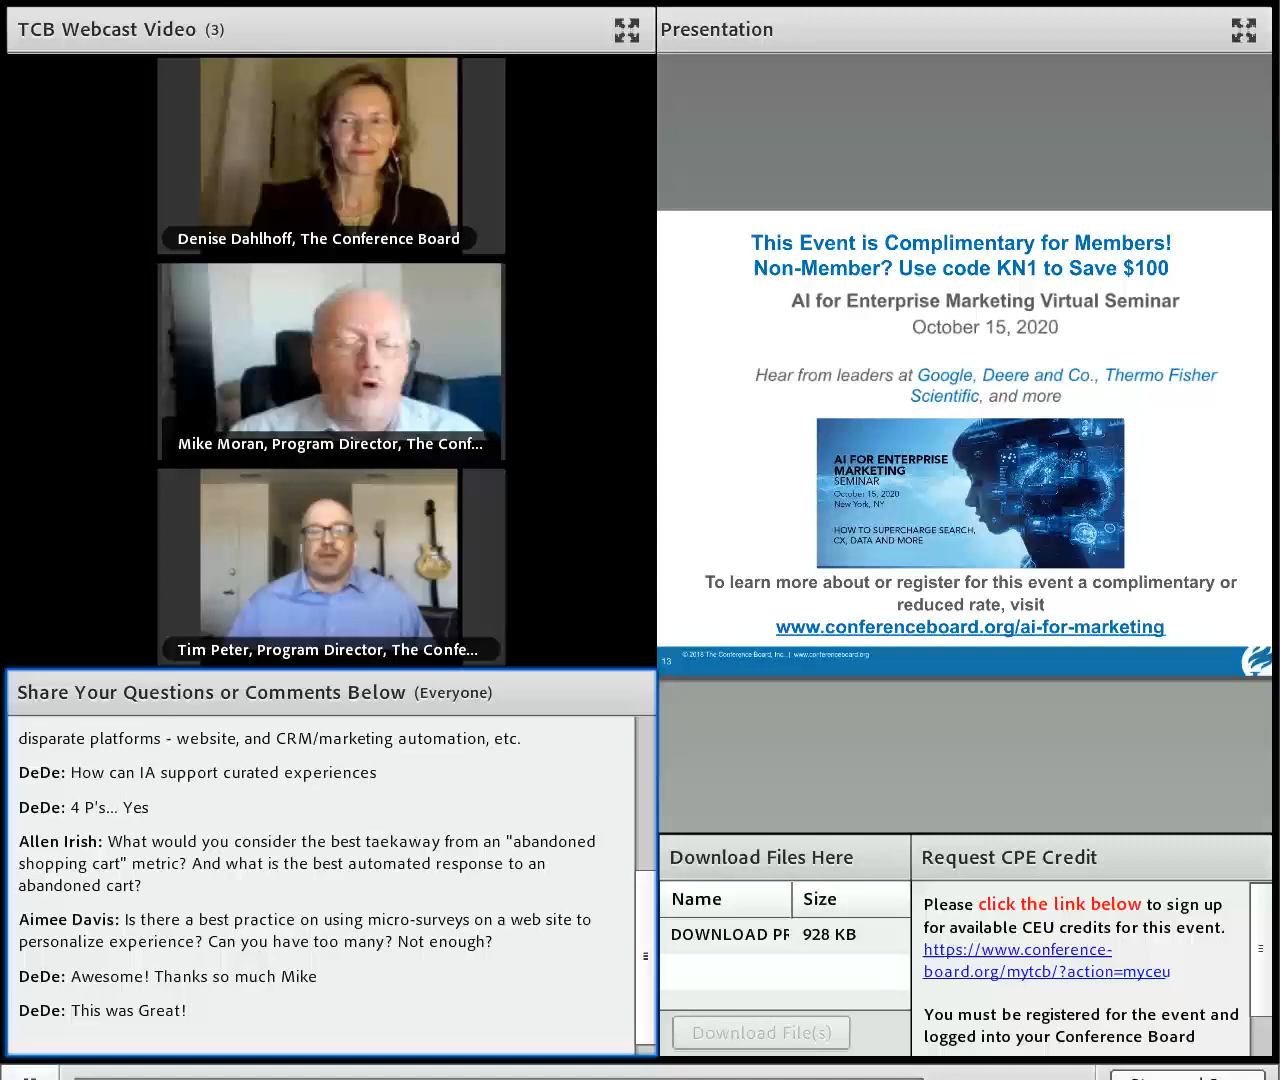 TCB Webcast Video (3)
Denise Dahlhoff, The Conference Board
Mike Moran, Program Director, The Conf...
Tim Peter, Program Director, The Confe...
Share Your Questions or Comments Below (Everyone)
disparate platforms - website, and CRM/marketing automation, etc.
DeDe: How can IA support curated experiences
DeDe: 4 P's... Yes
Allen Irish: What would you consider the best taekaway from an "abandoned
shopping cart" metric? And what is the best automated response to an
abandoned cart?
Aimee Davis: Is there a best practice on using micro-surveys on a web site to
personalize experience? Can you have too many? Not enough?
DeDe: Awesome! Thanks so much Mike
DeDe: This was Great!
Presentation
This Event is Complimentary for Members!
Non-Member? Use code KN1 to Save $100
AI for Enterprise Marketing Virtual Seminar
October 15, 2020
Hear from leaders at Google, Deere and Co., Thermo Fisher
Scientific, and more
AI FOR ENTERPRISE
MARKETING
SEMINAR
October 15, 2020
New York, NY
HOW TO SUPERCHARGE SEARCH,
CX, DATA AND MORE
To learn more about or register for this event a complimentary or
reduced rate, visit
www.conferenceboard.org/ai-for-marketing
13 © 2018 The Conference Board, Inc. | www.conferenceboard.org
Download Files Here
Name Size
DOWNLOAD PR 928 KB
Download File(s)
Request CPE Credit
Please click the link below to sign up
for available CEU credits for this event.
https://www.conference-
board.org/mytcb/?action=myceu
You must be registered for the event and
logged into your Conference Board